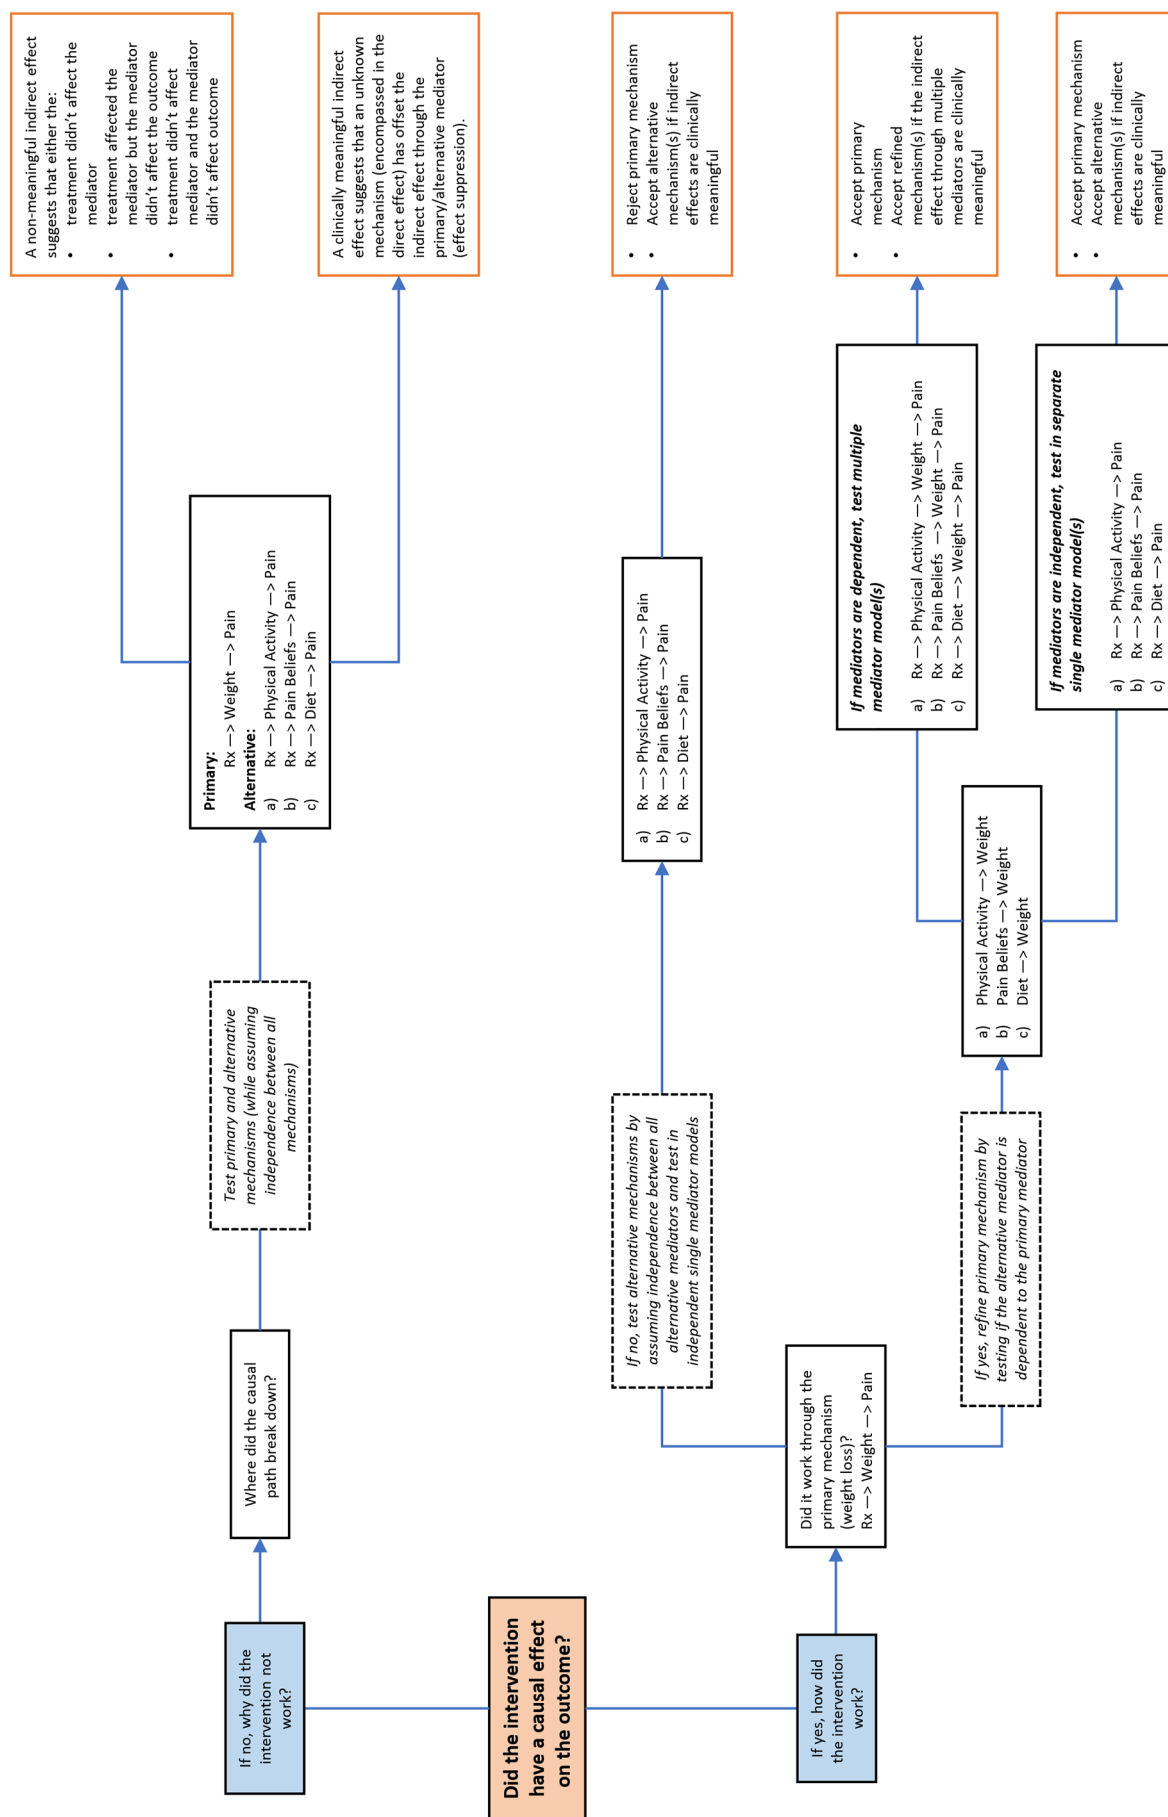 Did the intervention
have a causal effect
on the outcome?
If no, why did the
intervention not
work?
Where did the causal
path break down?
Test primary and alternative
mechanisms (while assuming
independence between all
mechanisms)
Primary:
Rx —> Weight —> Pain
Alternative:
a) Rx —> Physical Activity —> Pain
b) Rx —> Pain Beliefs —> Pain
c) Rx —> Diet —> Pain
A non-meaningful indirect effect
suggests that either the:
• treatment didn't affect the
mediator
• treatment affected the
mediator but the mediator
didn't affect the outcome
• treatment didn't affect
mediator and the mediator
didn't affect outcome
A clinically meaningful indirect
effect suggests that an unknown
mechanism (encompassed in the
direct effect) has offset the
indirect effect through the
primary/alternative mediator
(effect suppression).
If yes, how did
the intervention
work?
Did it work through the
primary mechanism
(weight loss)?
Rx —> Weight —> Pain
If no, test alternative mechanisms by
assuming independence between all
alternative mediators and test in
independent single mediator models
a) Rx —> Physical Activity —> Pain
b) Rx —> Pain Beliefs —> Pain
c) Rx —> Diet —> Pain
• Reject primary mechanism
• Accept alternative
mechanism(s) if indirect
effects are clinically
meaningful
If yes, refine primary mechanism by
testing if the alternative mediator is
dependent to the primary mediator
a) Physical Activity —> Weight
b) Pain Beliefs —> Weight
c) Diet —> Weight
If mediators are dependent, test multiple
mediator model(s)
a) Rx —> Physical Activity —> Weight —> Pain
b) Rx —> Pain Beliefs —> Weight —> Pain
c) Rx —> Diet —> Weight —> Pain
• Accept primary
mechanism
• Accept refined
mechanism(s) if the indirect
effect through multiple
mediators are clinically
meaningful
If mediators are independent, test in separate
single mediator model(s)
a) Rx —> Physical Activity —> Pain
b) Rx —> Pain Beliefs —> Pain
c) Rx —> Diet —> Pain
• Accept primary mechanism
• Accept alternative
mechanism(s) if indirect
effects are clinically
meaningful